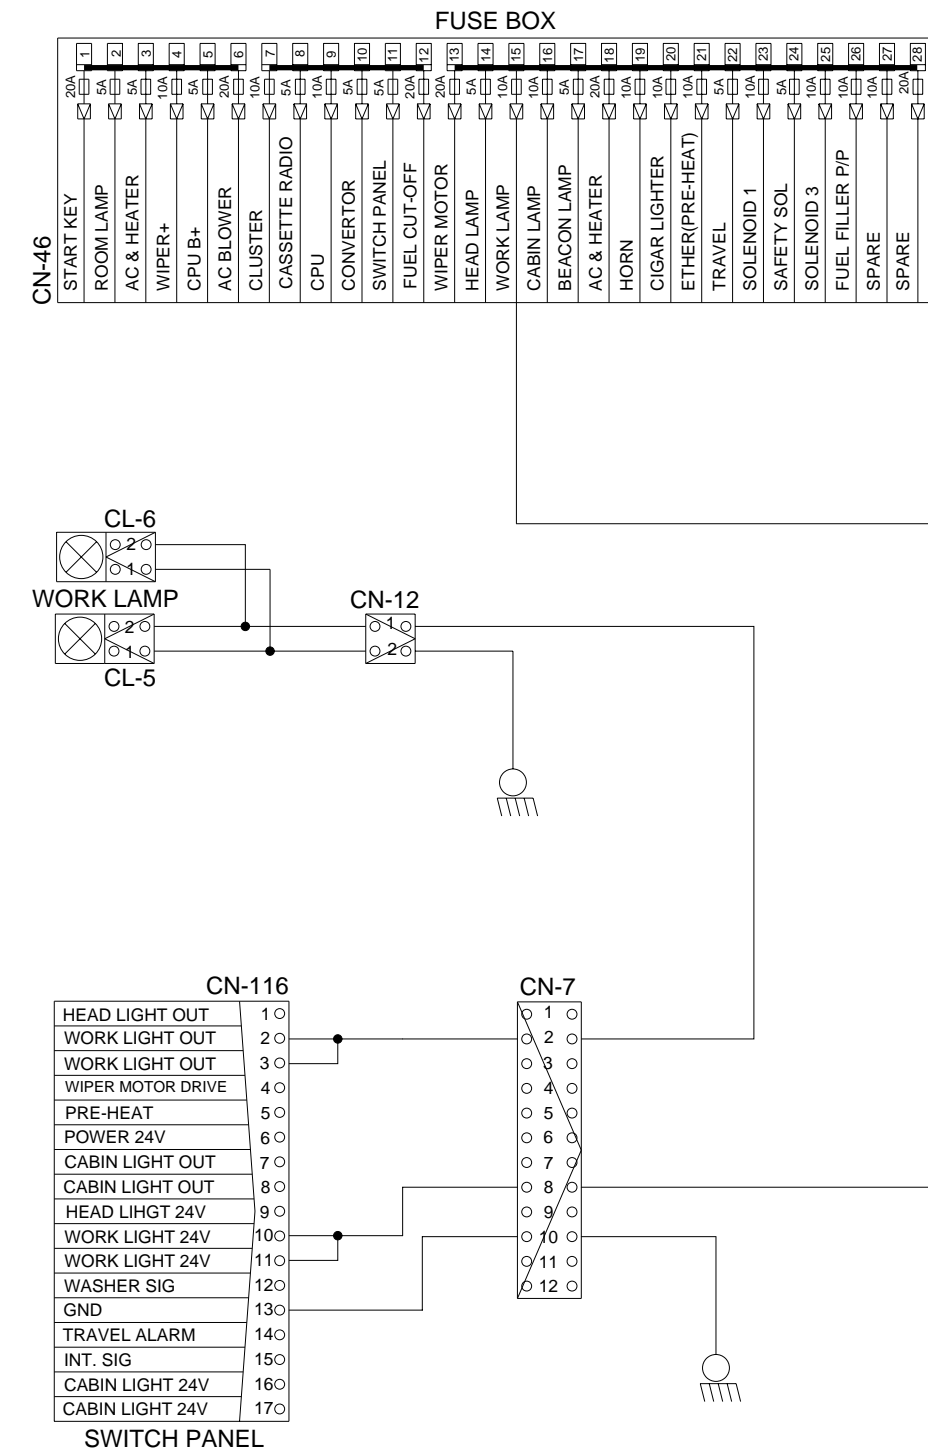 FUSE BOX
1 2 3 4 5 6 7 8 9 10 11 12 13 14 15 16 17 18 19 20 21 22 23 24 25 26 27 28
20A 5A 5A 10A 5A 20A 10A 5A 10A 5A 5A 20A 20A 5A 10A 10A 5A 20A 10A 10A 10A 5A 10A 5A 10A 10A 10A 20A
CN-46
START KEY
ROOM LAMP
AC & HEATER
WIPER+
CPU B+
AC BLOWER
CLUSTER
CASSETTE RADIO
CPU
CONVERTOR
SWITCH PANEL
FUEL CUT-OFF
WIPER MOTOR
HEAD LAMP
WORK LAMP
CABIN LAMP
BEACON LAMP
AC & HEATER
HORN
CIGAR LIGHTER
ETHER(PRE-HEAT)
TRAVEL
SOLENOID 1
SAFETY SOL
SOLENOID 3
FUEL FILLER P/P
SPARE
SPARE
CL-6
2
1
WORK LAMP
2
1
CL-5
CN-12
1
2
CN-116
HEAD LIGHT OUT 1
WORK LIGHT OUT 2
WORK LIGHT OUT 3
WIPER MOTOR DRIVE 4
PRE-HEAT 5
POWER 24V 6
CABIN LIGHT OUT 7
CABIN LIGHT OUT 8
HEAD LIHGT 24V 9
WORK LIGHT 24V 10
WORK LIGHT 24V 11
WASHER SIG 12
GND 13
TRAVEL ALARM 14
INT. SIG 15
CABIN LIGHT 24V 16
CABIN LIGHT 24V 17
SWITCH PANEL
CN-7
1
2
3
4
5
6
7
8
9
10
11
12